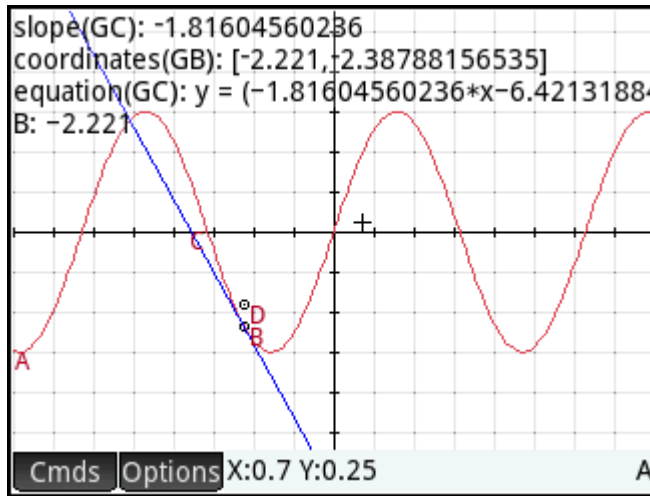 slope(GC): -1.81604560236
coordinates(GB): [-2.221,-2.38788156535]
equation(GC): y = (-1.81604560236*x-6.42131884
B: -2.221
C
D
B
A
Cmds Options X:0.7 Y:0.25 A